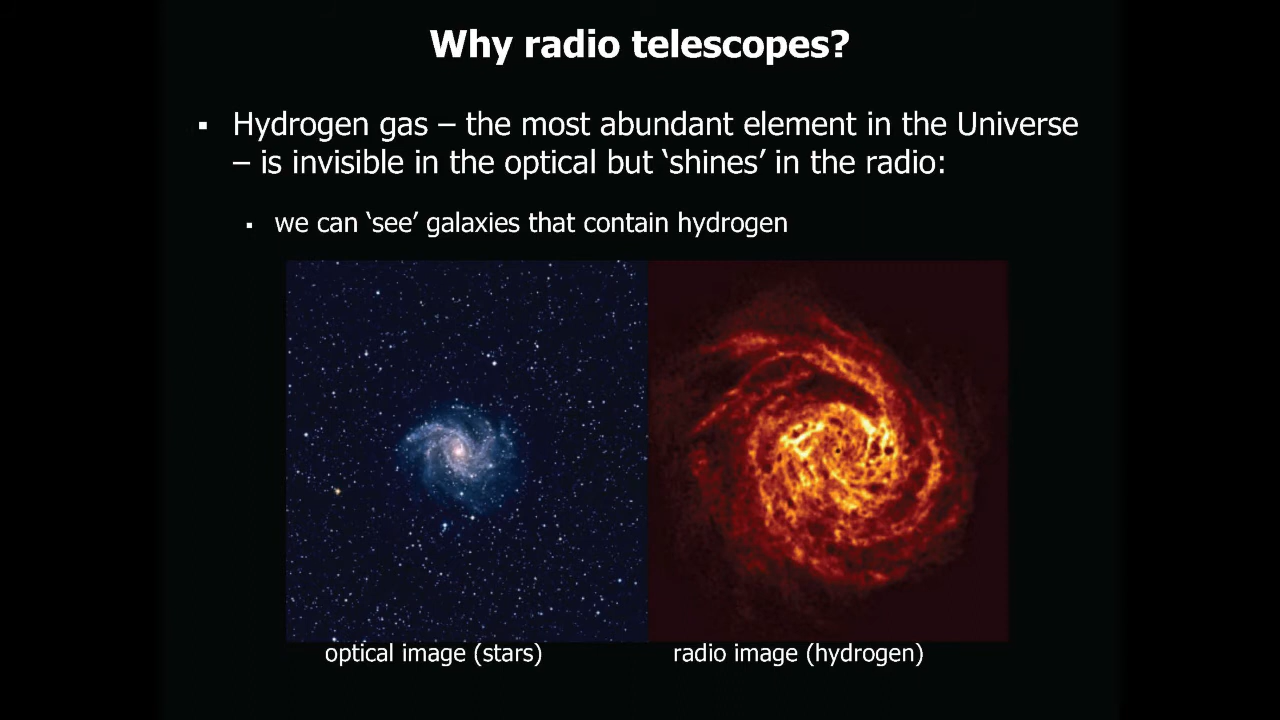 Why radio telescopes?
▪ Hydrogen gas – the most abundant element in the Universe
– is invisible in the optical but ‘shines’ in the radio:
▪ we can ‘see’ galaxies that contain hydrogen
optical image (stars)
radio image (hydrogen)